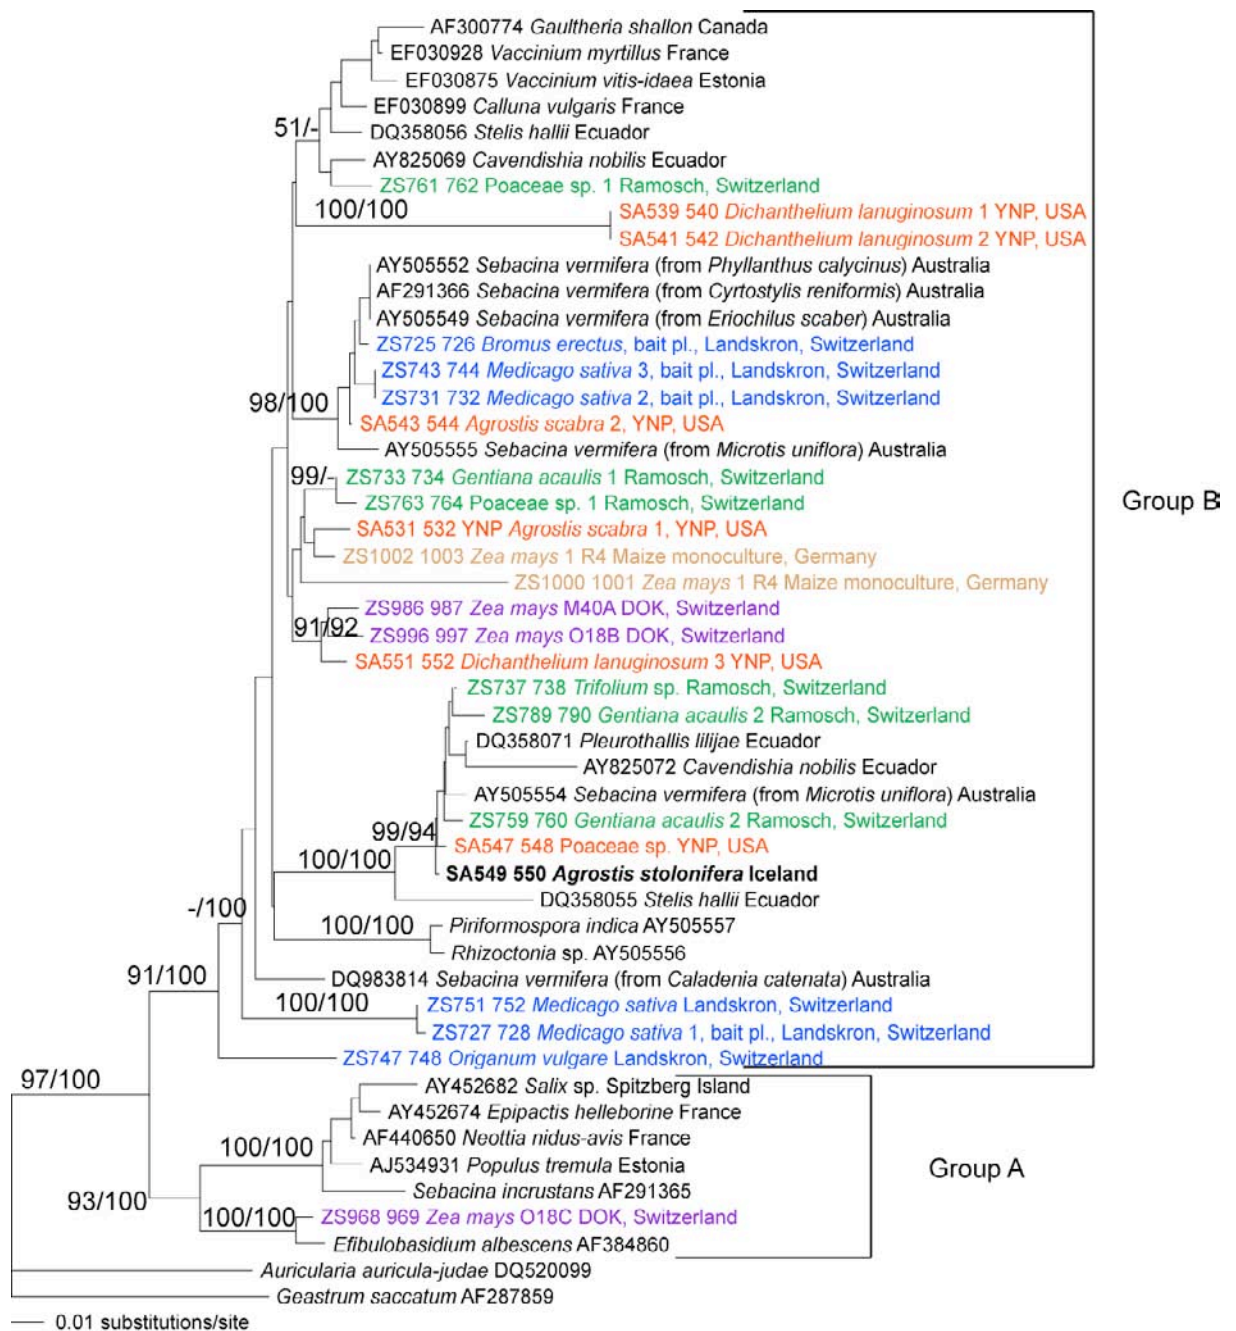 AF300774 Gaultheria shallon Canada
EF030928 Vaccinium myrtillus France
EF030875 Vaccinium vitis-idaea Estonia
EF030899 Calluna vulgaris France
51/-
DQ358056 Stelis hallii Ecuador
AY825069 Cavendishia nobilis Ecuador
ZS761 762 Poaceae sp. 1 Ramosch, Switzerland
100/100
SA539 540 Dichanthelium lanuginosum 1 YNP, USA
SA541 542 Dichanthelium lanuginosum 2 YNP, USA
AY505552 Sebacina vermifera (from Phyllanthus calycinus) Australia
AF291366 Sebacina vermifera (from Cyrtostylis reniformis) Australia
AY505549 Sebacina vermifera (from Eriochilus scaber) Australia
ZS725 726 Bromus erectus, bait pl., Landskron, Switzerland
ZS743 744 Medicago sativa 3, bait pl., Landskron, Switzerland
ZS731 732 Medicago sativa 2, bait pl., Landskron, Switzerland
98/100
SA543 544 Agrostis scabra 2, YNP, USA
AY505555 Sebacina vermifera (from Microtis uniflora) Australia
99/-
ZS733 734 Gentiana acaulis 1 Ramosch, Switzerland
ZS763 764 Poaceae sp. 1 Ramosch, Switzerland
Group B
SA531 532 YNP Agrostis scabra 1, YNP, USA
ZS1002 1003 Zea mays 1 R4 Maize monoculture, Germany
ZS1000 1001 Zea mays 1 R4 Maize monoculture, Germany
ZS986 987 Zea mays M40A DOK, Switzerland
91/92
ZS996 997 Zea mays O18B DOK, Switzerland
SA551 552 Dichanthelium lanuginosum 3 YNP, USA
ZS737 738 Trifolium sp. Ramosch, Switzerland
ZS789 790 Gentiana acaulis 2 Ramosch, Switzerland
DQ358071 Pleurothallis lilijae Ecuador
AY825072 Cavendishia nobilis Ecuador
AY505554 Sebacina vermifera (from Microtis uniflora) Australia
ZS759 760 Gentiana acaulis 2 Ramosch, Switzerland
99/94
SA547 548 Poaceae sp. YNP, USA
100/100
SA549 550 Agrostis stolonifera Iceland
DQ358055 Stelis hallii Ecuador
-/100
100/100
Piriformospora indica AY505557
Rhizoctonia sp. AY505556
91/100
DQ983814 Sebacina vermifera (from Caladenia catenata) Australia
100/100
ZS751 752 Medicago sativa Landskron, Switzerland
ZS727 728 Medicago sativa 1, bait pl., Landskron, Switzerland
ZS747 748 Origanum vulgare Landskron, Switzerland
97/100
AY452682 Salix sp. Spitzberg Island
AY452674 Epipactis helleborine France
100/100
AF440650 Neottia nidus-avis France
AJ534931 Populus tremula Estonia
Group A
93/100
Sebacina incrustans AF291365
100/100
ZS968 969 Zea mays O18C DOK, Switzerland
Efibulobasidium albescens AF384860
Auricularia auricula-judae DQ520099
Geastrum saccatum AF287859
0.01 substitutions/site